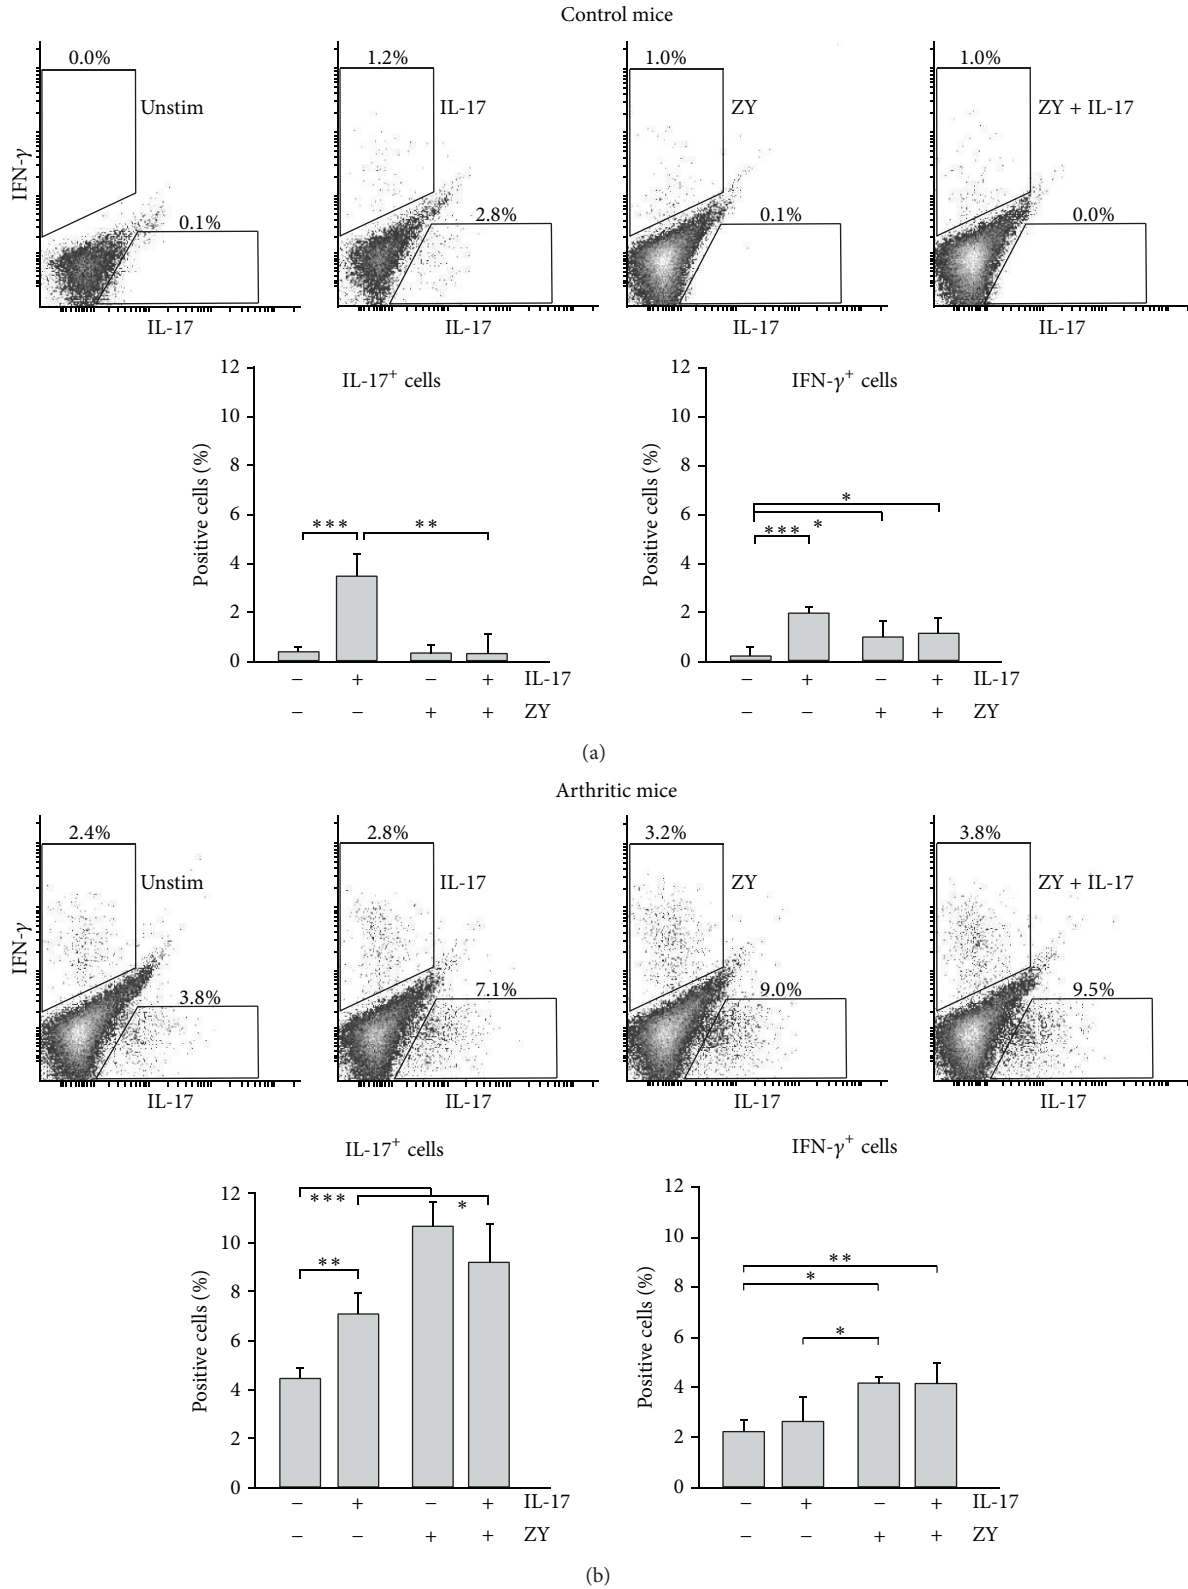 Control mice
0.0% 1.2% 1.0% 1.0%
Unstim IL-17 ZY ZY + IL-17
IFN-γ
0.1% 2.8% 0.1% 0.0%
IL-17 IL-17 IL-17 IL-17
IL-17+ cells
Positive cells (%)
12
10
8
6
4
2
0
*** **
− + − + IL-17
− − + + ZY
IFN-γ+ cells
Positive cells (%)
12
10
8
6
4
2
0
*
*** *
− + − + IL-17
− − + + ZY
(a)
Arthritic mice
2.4% 2.8% 3.2% 3.8%
Unstim IL-17 ZY ZY + IL-17
IFN-γ
3.8% 7.1% 9.0% 9.5%
IL-17 IL-17 IL-17 IL-17
IL-17+ cells
Positive cells (%)
12
10
8
6
4
2
0
*** *
**
− + − + IL-17
− − + + ZY
IFN-γ+ cells
Positive cells (%)
12
10
8
6
4
2
0
**
*
*
− + − + IL-17
− − + + ZY
(b)